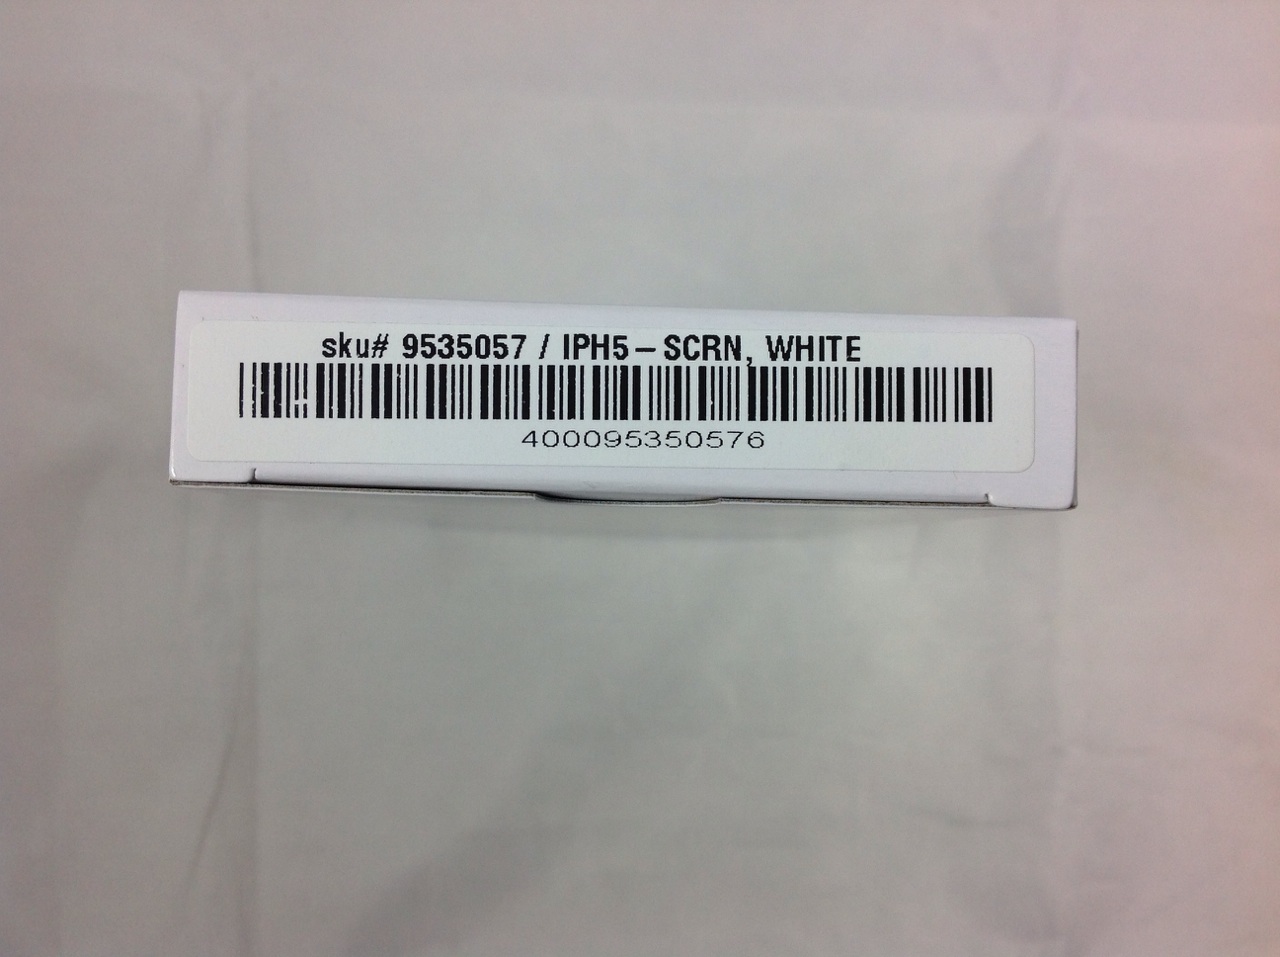 sku# 9535057 / IPH5-SCRN, WHITE
400095350576